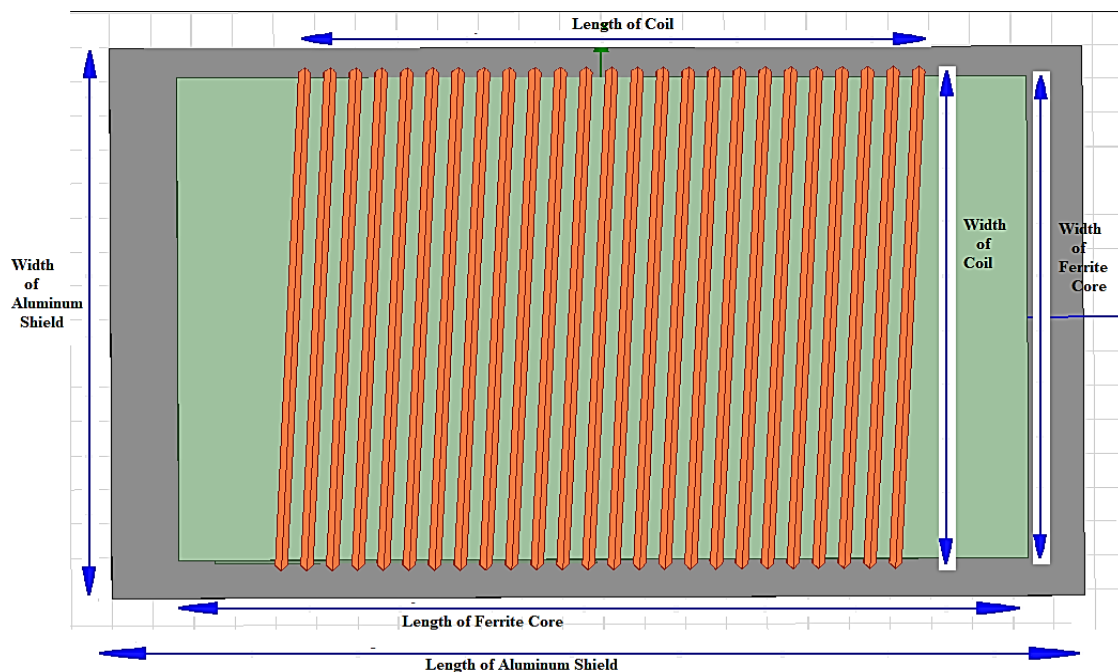 Length of Coil
Width
of
Aluminum
Shield
Width
of
Coil
Width
of
Ferrite
Core
Length of Ferrite Core
Length of Aluminum Shield